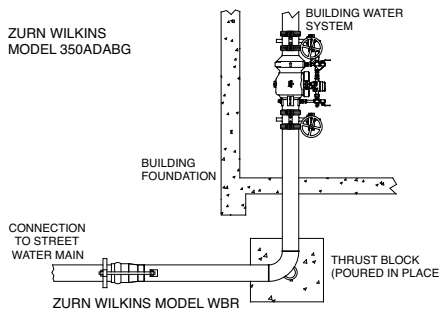 ZURN WILKINS
MODEL 350ADABG
BUILDING WATER
SYSTEM
BUILDING
FOUNDATION
CONNECTION
TO STREET
WATER MAIN
THRUST BLOCK
(POURED IN PLACE
ZURN WILKINS MODEL WBR